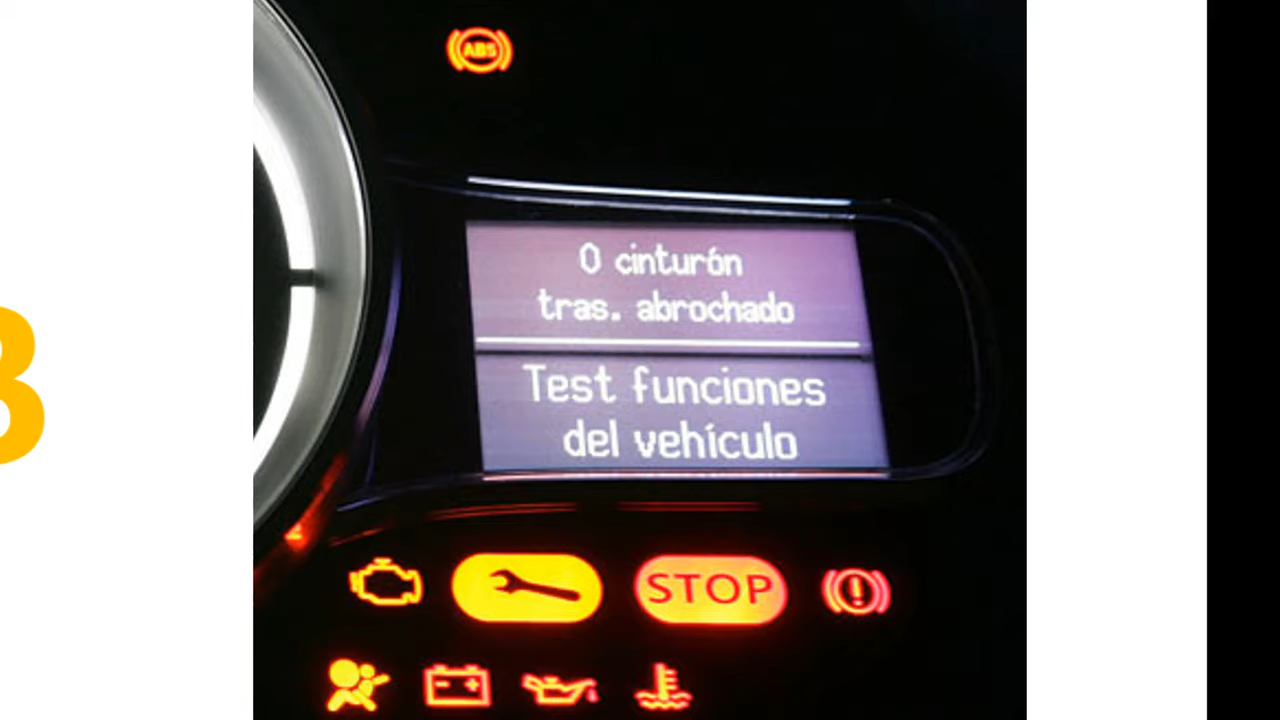 ABS
0 cinturón
tras. abrochado
Test funciones
del vehículo
STOP